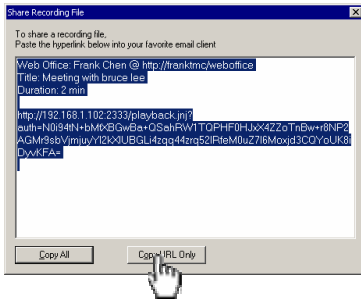 Share Recording File
To share a recording file,
Paste the hyperlink below into your favorite email client
Web Office: Frank Chen @ http://franktmc/weboffice
Title: Meeting with bruce lee
Duration: 2 min
http://192.168.1.102:2333/playback.jnj?
auth=N0i94tN+bMtXBGwBa+QSahRW1TQPHF0HJxX4ZZoTnBw+r8NP2
AGMr9sbVjmjuyYl2kXIUBGLi4zqq44zrq52IRfeM0uZ7I6Moxjd3CQYoUK8i
DyvKFA=
Copy All
Copy URL Only